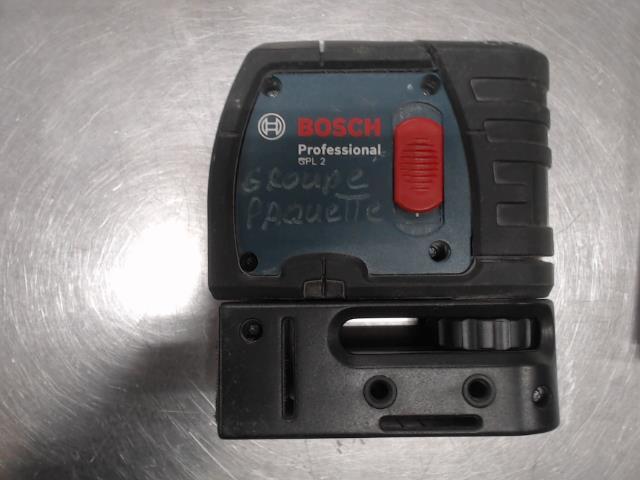 BOSCH
Professional
GPL 2
GROUPE
PAQUETTE